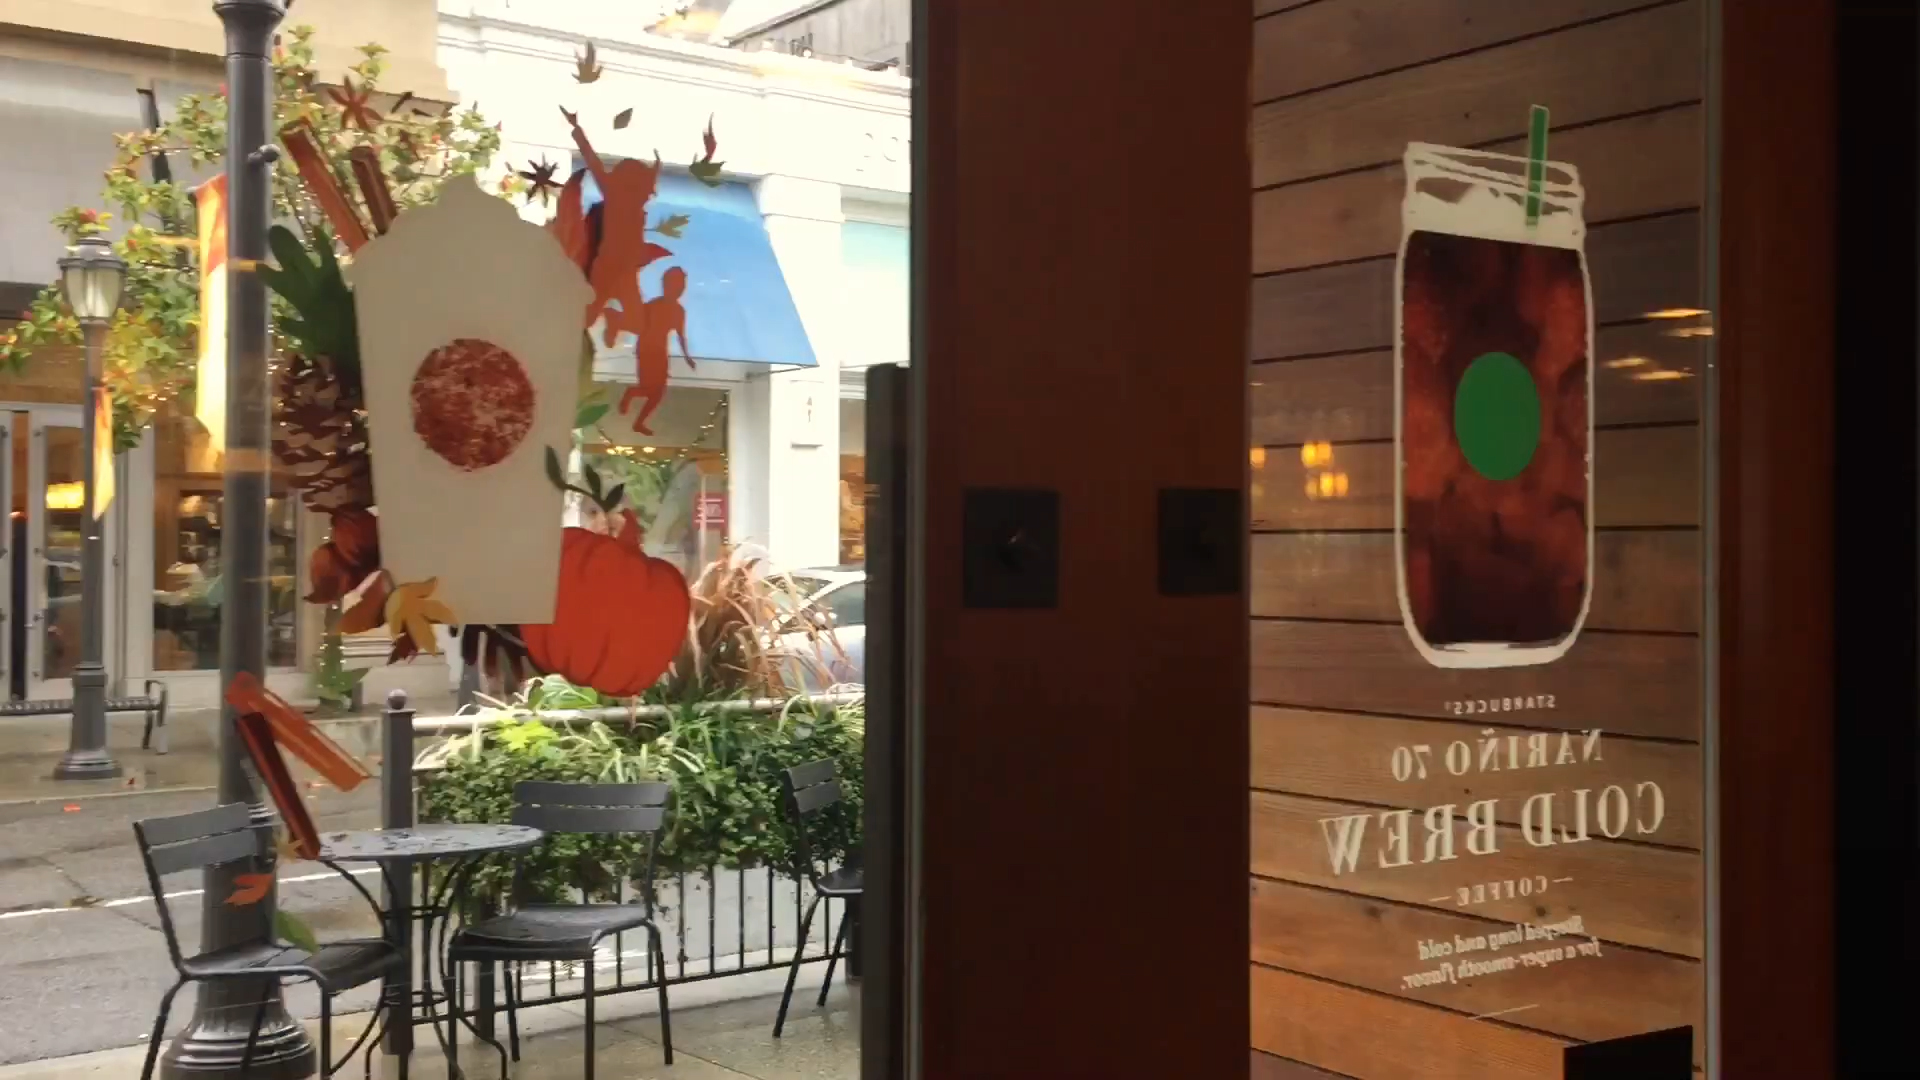 STARBUCKS®
NARIÑO 70
COLD BREW
— COFFEE —
Steeped long and cold
for a super-smooth flavor.